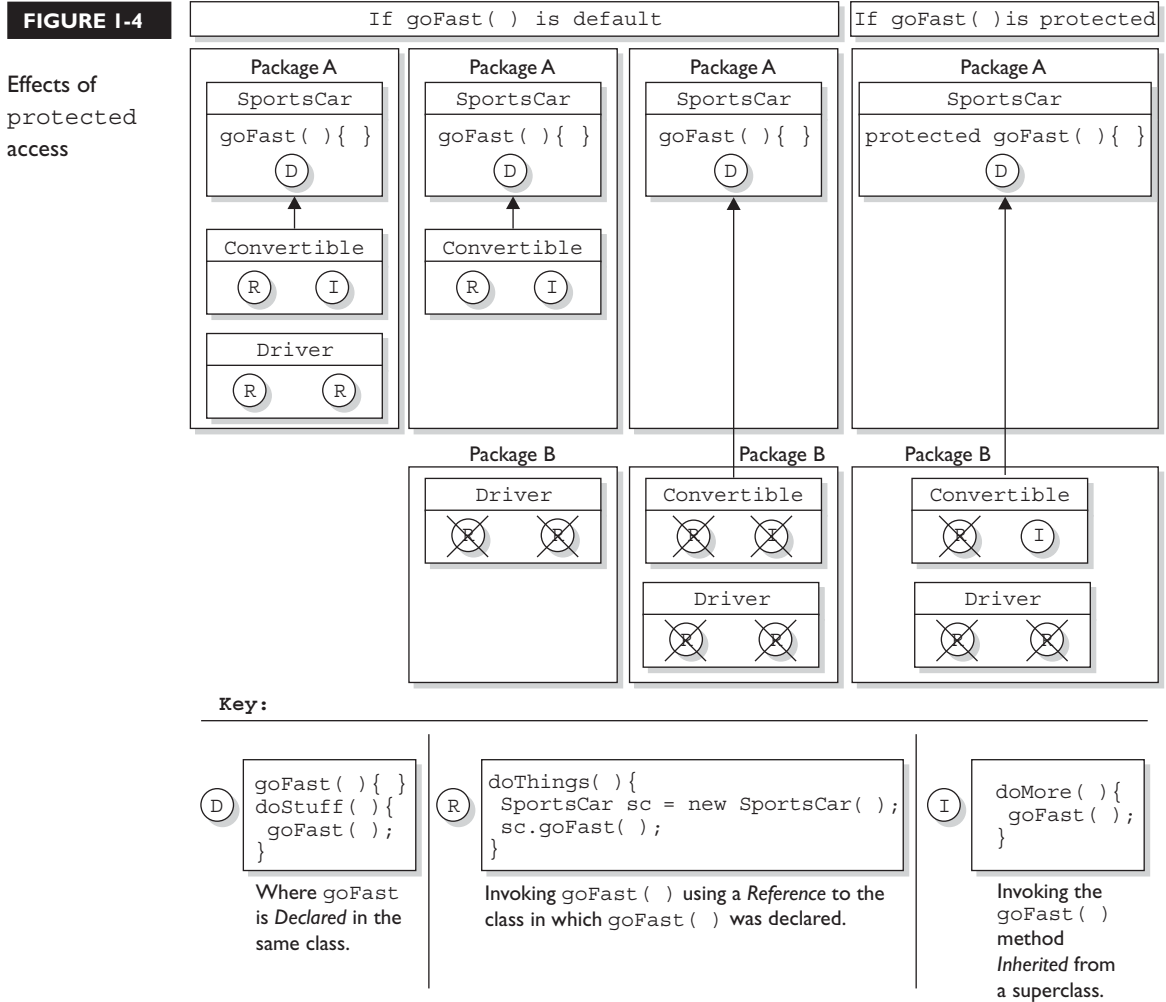 FIGURE 1-4
Effects of
protected
access
If goFast( ) is default
If goFast( )is protected
Package A
SportsCar
goFast( ){ }
D
Convertible
R I
Driver
R R
Package A
SportsCar
goFast( ){ }
D
Convertible
R I
Package B
Driver
R R
Package A
SportsCar
goFast( ){ }
D
Package B
Convertible
R I
Driver
R R
Package A
SportsCar
protected goFast( ){ }
D
Package B
Convertible
R I
Driver
R R
Key:
D
goFast( ){ }
doStuff( ){
goFast( );
}
Where goFast
is Declared in the
same class.
R
doThings( ){
SportsCar sc = new SportsCar( );
sc.goFast( );
}
Invoking goFast( ) using a Reference to the
class in which goFast( ) was declared.
I
doMore( ){
goFast( );
}
Invoking the
goFast( )
method
Inherited from
a superclass.